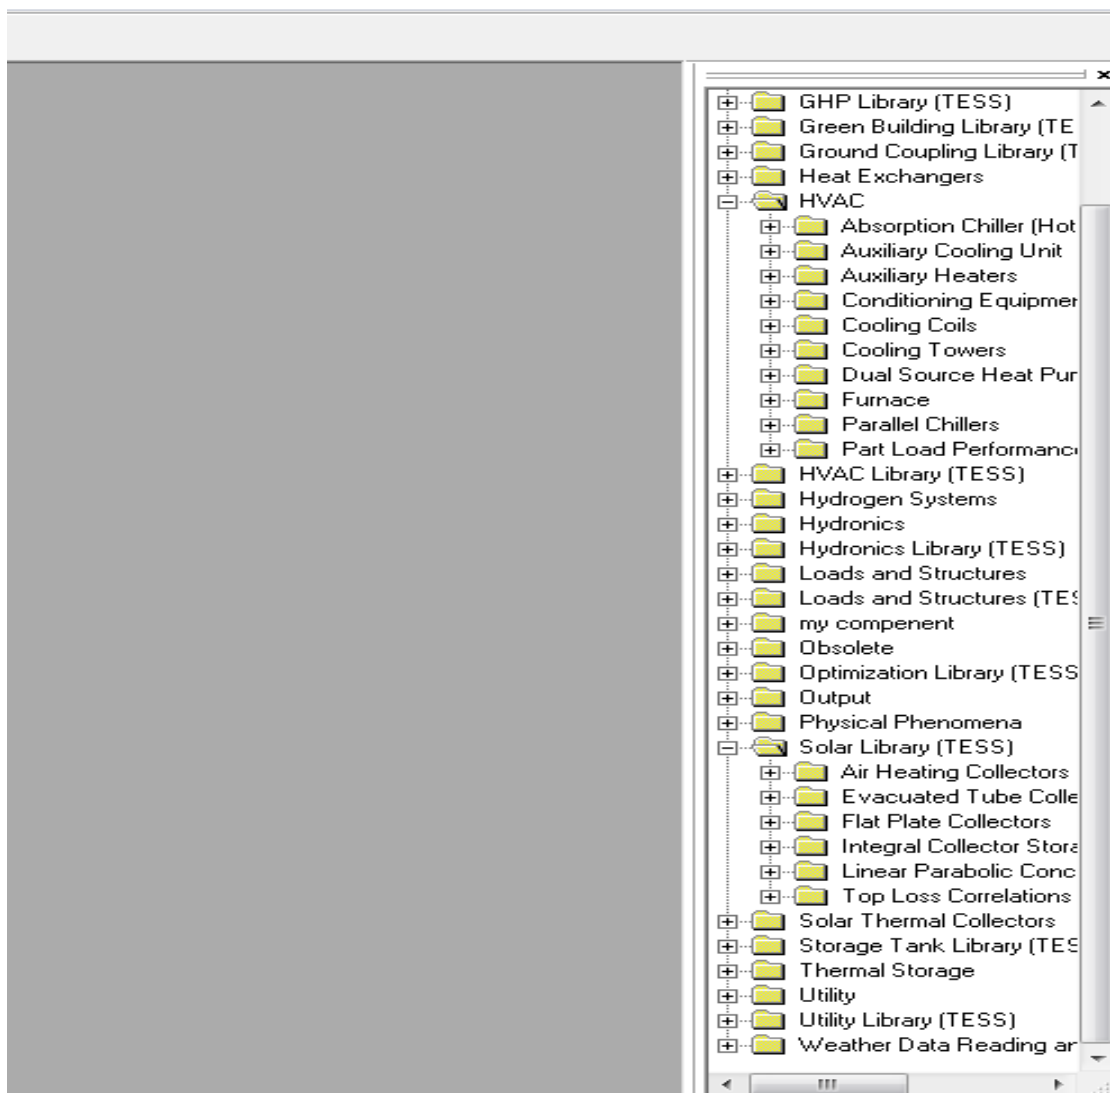 GHP Library (TESS)
Green Building Library (TE
Ground Coupling Library (T
Heat Exchangers
HVAC
Absorption Chiller (Hot
Auxiliary Cooling Unit
Auxiliary Heaters
Conditioning Equipmen
Cooling Coils
Cooling Towers
Dual Source Heat Pur
Furnace
Parallel Chillers
Part Load Performanc
HVAC Library (TESS)
Hydrogen Systems
Hydronics
Hydronics Library (TESS)
Loads and Structures
Loads and Structures (TES
my compenent
Obsolete
Optimization Library (TESS
Output
Physical Phenomena
Solar Library (TESS)
Air Heating Collectors
Evacuated Tube Colle
Flat Plate Collectors
Integral Collector Stora
Linear Parabolic Conc
Top Loss Correlations
Solar Thermal Collectors
Storage Tank Library (TES
Thermal Storage
Utility
Utility Library (TESS)
Weather Data Reading ar